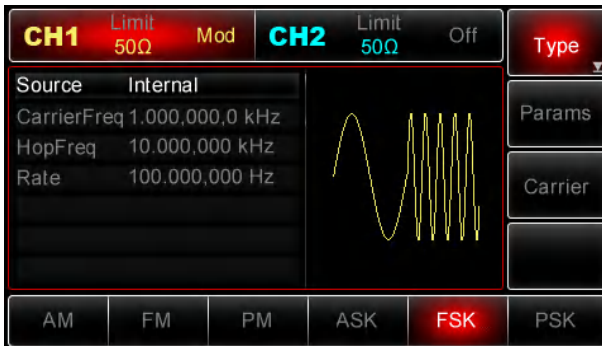 CH1 Limit 50Ω Mod CH2 Limit 50Ω Off
Type
Source Internal
CarrierFreq 1.000,000,0 kHz
HopFreq 10.000,000 kHz
Rate 100.000,000 Hz
Params
Carrier
AM FM PM ASK FSK PSK